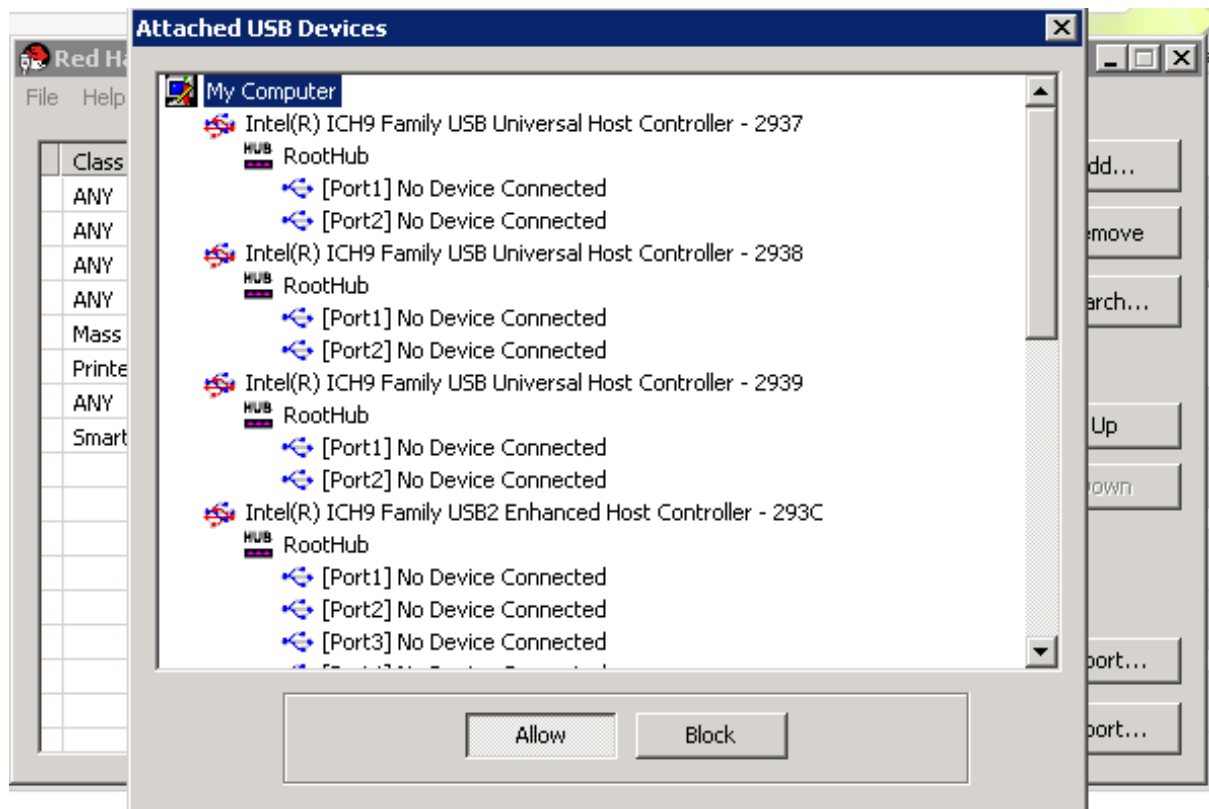 Attached USB Devices
Red Ha
File Help
My Computer
Intel(R) ICH9 Family USB Universal Host Controller - 2937
HUB RootHub
[Port1] No Device Connected
[Port2] No Device Connected
Intel(R) ICH9 Family USB Universal Host Controller - 2938
HUB RootHub
[Port1] No Device Connected
[Port2] No Device Connected
Intel(R) ICH9 Family USB Universal Host Controller - 2939
HUB RootHub
[Port1] No Device Connected
[Port2] No Device Connected
Intel(R) ICH9 Family USB2 Enhanced Host Controller - 293C
HUB RootHub
[Port1] No Device Connected
[Port2] No Device Connected
[Port3] No Device Connected
Allow Block
Class
ANY
ANY
ANY
ANY
Mass
Printe
ANY
Smart
dd...
move
arch...
Up
own
port...
port...